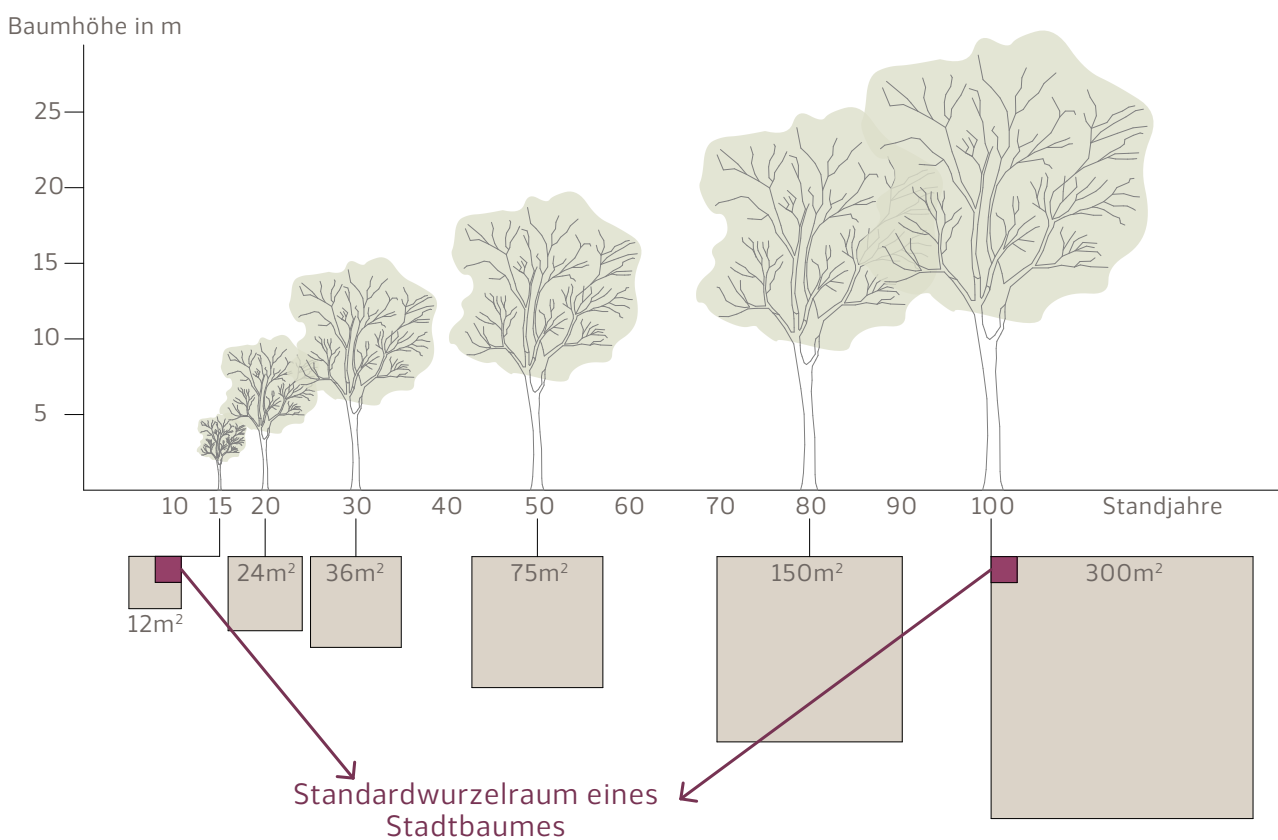 Baumhöhe in m
25
20
15
10
5
10 15 20 30 40 50 60 70 80 90 100 Standjahre
24m² 36m² 75m² 150m² 300m²
12m²
Standardwurzelraum eines
Stadtbaumes